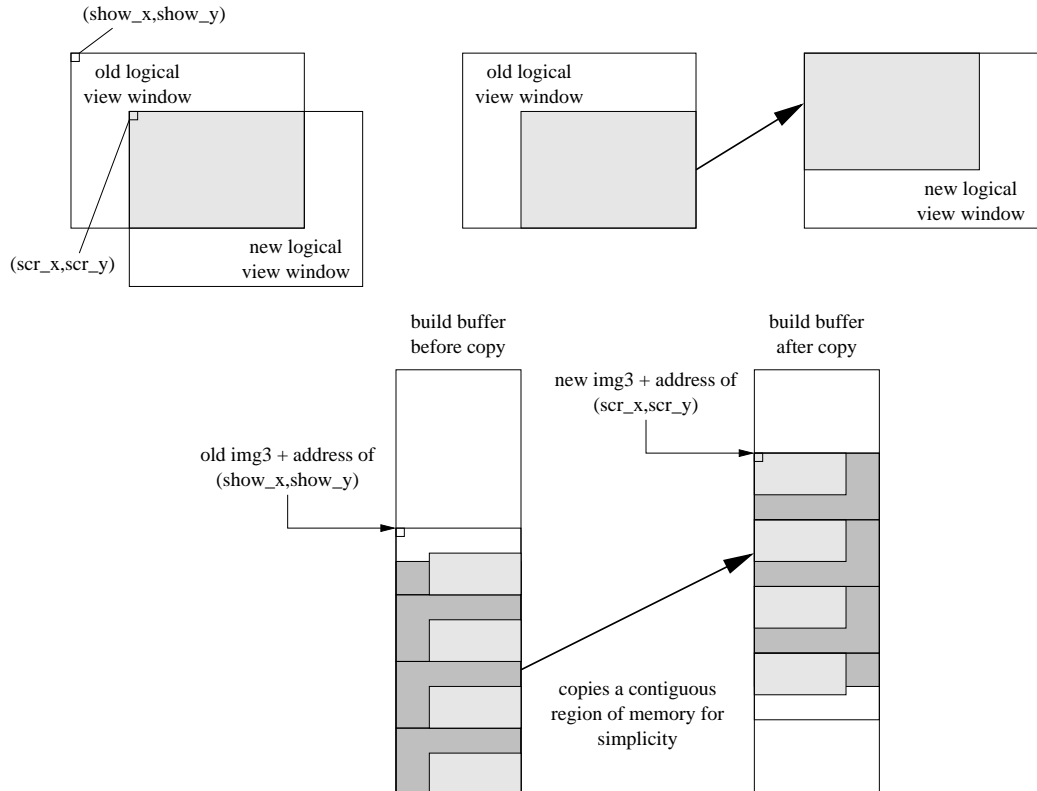 (show_x,show_y)
old logical
view window
(scr_x,scr_y)
new logical
view window
old logical
view window
new logical
view window
build buffer
before copy
old img3 + address of
(show_x,show_y)
build buffer
after copy
new img3 + address of
(scr_x,scr_y)
copies a contiguous
region of memory for
simplicity